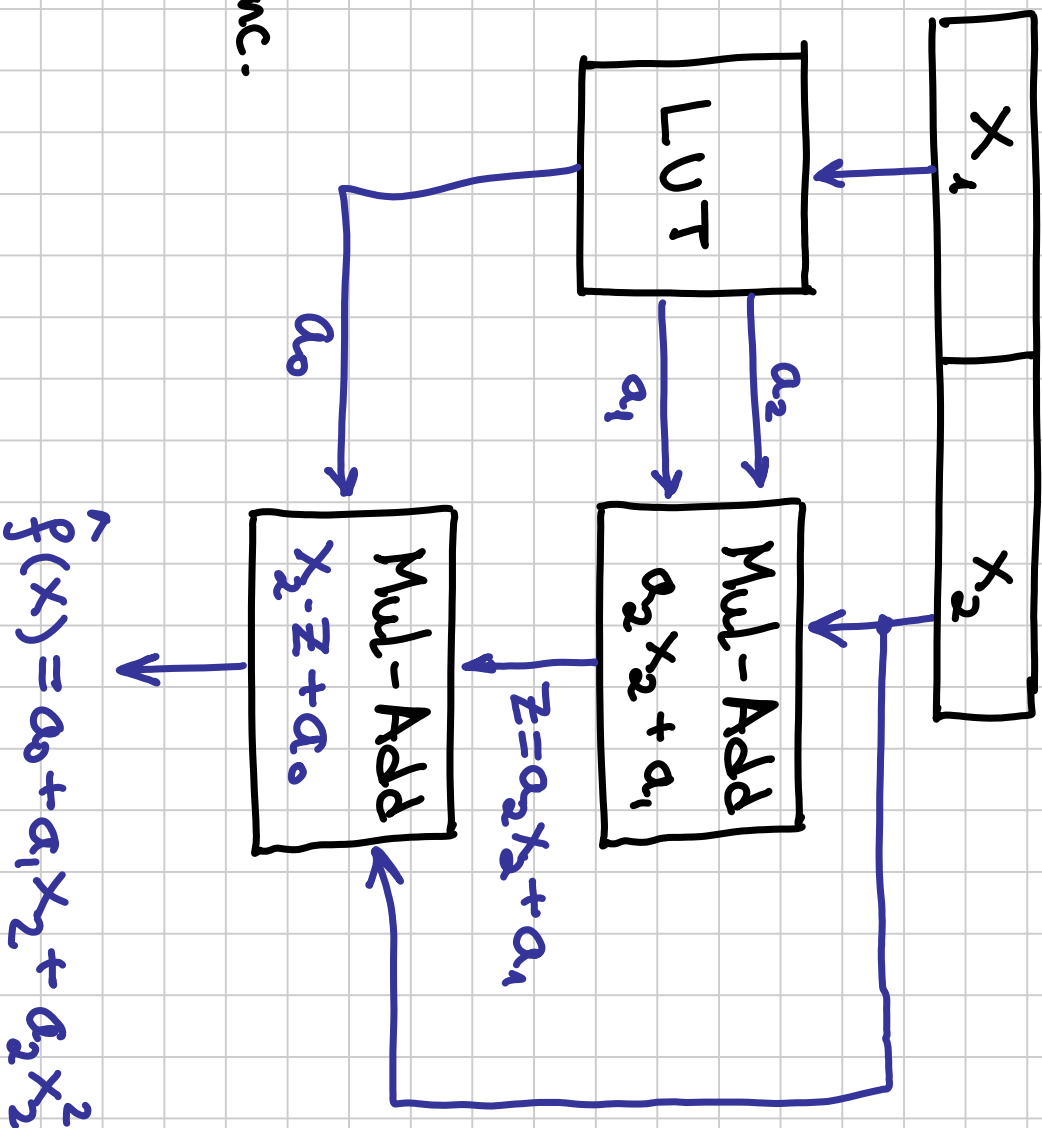 x₁ x₂
LUT
a₂
a₁
Mul-Add
a₂x₂ + a₁
z = a₂x₂ + a₁
a₀
Mul-Add
x₂·z + a₀
f̂(x) = a₀ + a₁x₂ + a₂x₂²